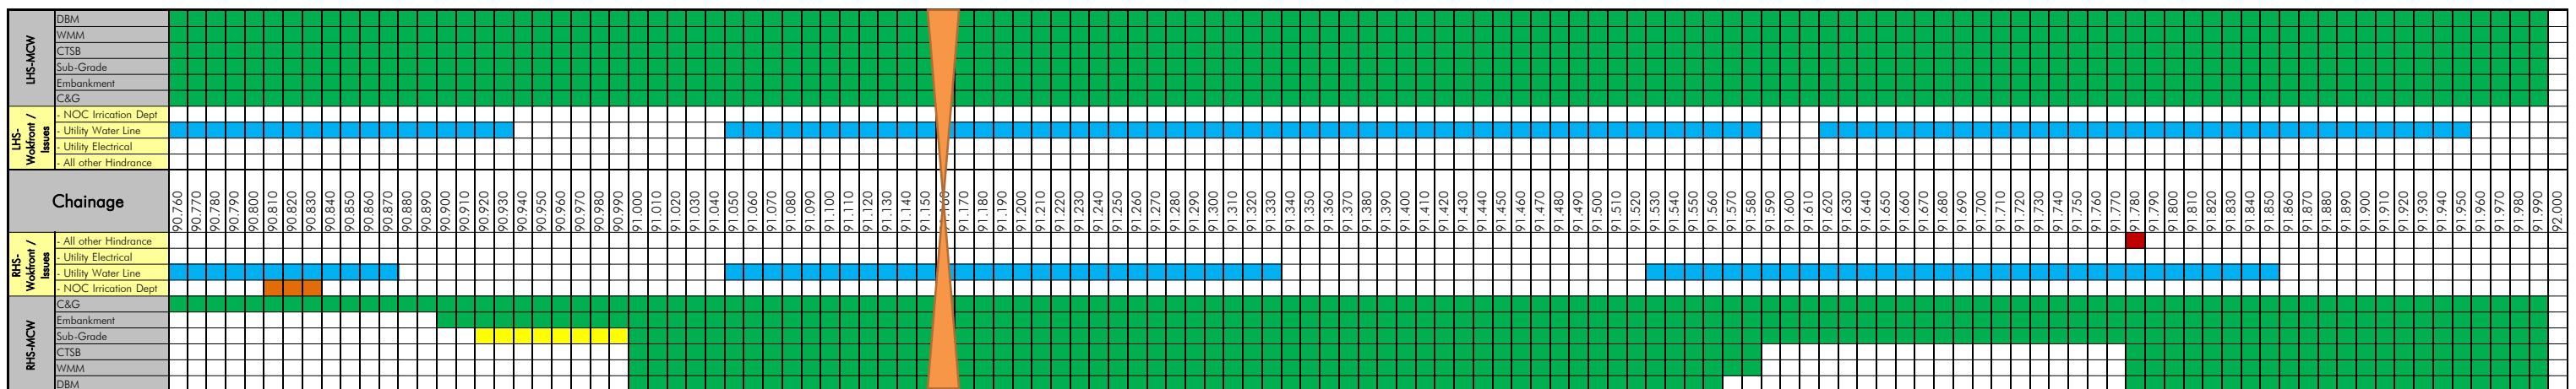 LHS-MCW
DBM
WMM
CTSB
Sub-Grade
Embankment
C&G
LHS-
Wokfront /
Issues
- NOC Irrication Dept
- Utility Water Line
- Utility Electrical
- All other Hindrance
Chainage
90.760 90.770 90.780 90.790 90.800 90.810 90.820 90.830 90.840 90.850 90.860 90.870 90.880 90.890 90.900 90.910 90.920 90.930 90.940 90.950 90.960 90.970 90.980 90.990 91.000 91.010 91.020 91.030 91.040 91.050 91.060 91.070 91.080 91.090 91.100 91.110 91.120 91.130 91.140 91.150 91.170 91.180 91.190 91.200 91.210 91.220 91.230 91.240 91.250 91.260 91.270 91.280 91.290 91.300 91.310 91.320 91.330 91.340 91.350 91.360 91.370 91.380 91.390 91.400 91.410 91.420 91.430 91.440 91.450 91.460 91.470 91.480 91.490 91.500 91.510 91.520 91.530 91.540 91.550 91.560 91.570 91.580 91.590 91.600 91.610 91.620 91.630 91.640 91.650 91.660 91.670 91.680 91.690 91.700 91.710 91.720 91.730 91.740 91.750 91.760 91.770 91.780 91.790 91.800 91.810 91.820 91.830 91.840 91.850 91.860 91.870 91.880 91.890 91.900 91.910 91.920 91.930 91.940 91.950 91.960 91.970 91.980 91.990 92.000
RHS-
Wokfront /
Issues
- All other Hindrance
- Utility Electrical
- Utility Water Line
- NOC Irrication Dept
RHS-MCW
C&G
Embankment
Sub-Grade
CTSB
WMM
DBM